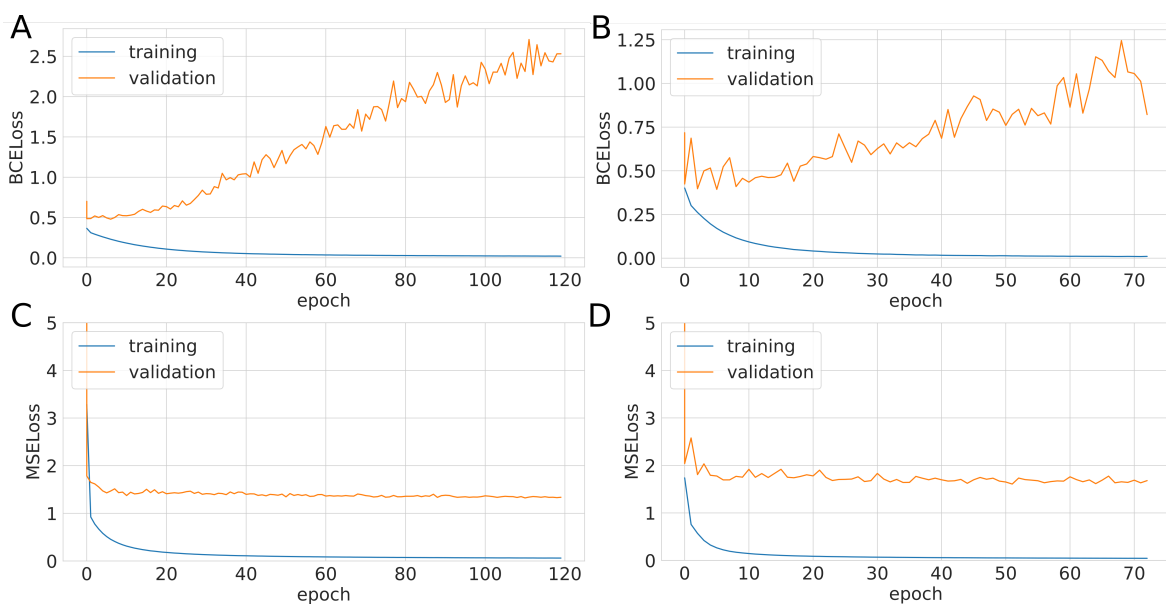 A
training
validation
BCELoss
2.5
2.0
1.5
1.0
0.5
0.0
0 20 40 60 80 100 120
epoch
B
training
validation
BCELoss
1.25
1.00
0.75
0.50
0.25
0.00
0 10 20 30 40 50 60 70
epoch
C
training
validation
MSELoss
5
4
3
2
1
0
0 20 40 60 80 100 120
epoch
D
training
validation
MSELoss
5
4
3
2
1
0
0 10 20 30 40 50 60 70
epoch